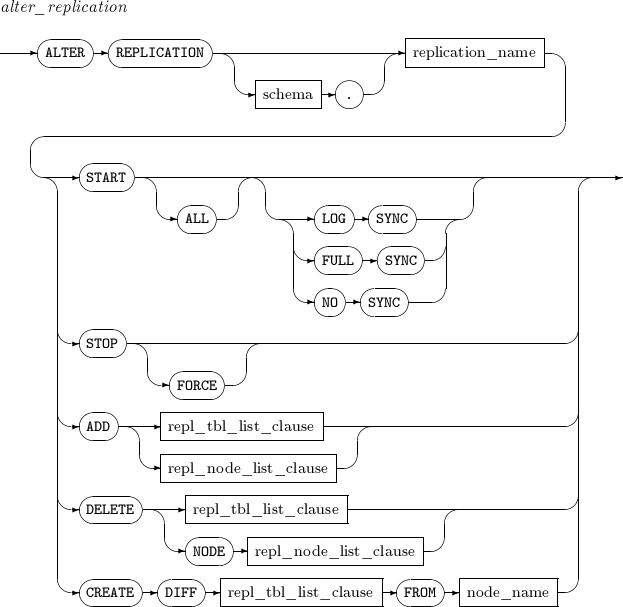 alter_replication
ALTER REPLICATION replication_name
schema .
START
ALL LOG SYNC
FULL SYNC
NO SYNC
STOP
FORCE
ADD repl_tbl_list_clause
repl_node_list_clause
DELETE repl_tbl_list_clause
NODE repl_node_list_clause
CREATE DIFF repl_tbl_list_clause FROM node_name